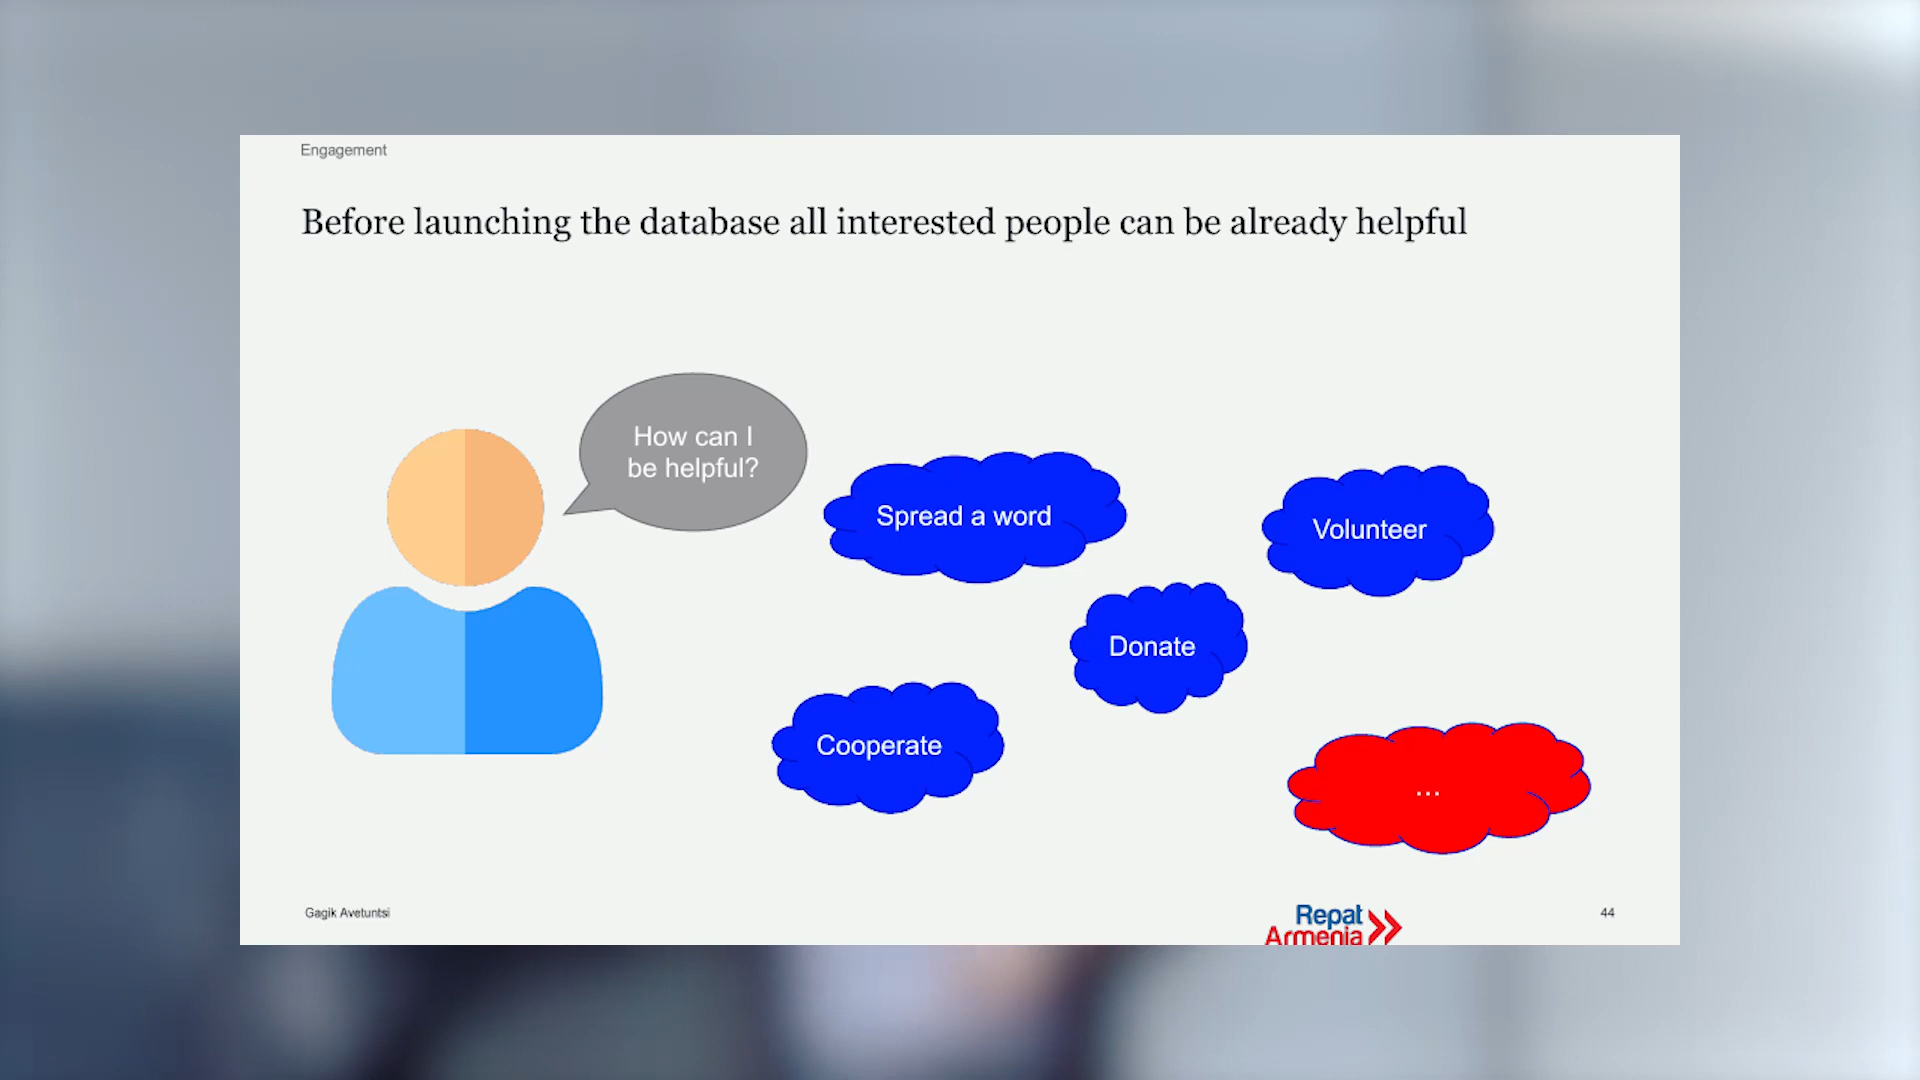 Engagement
Before launching the database all interested people can be already helpful
How can I
be helpful?
Spread a word
Volunteer
Donate
Cooperate
...
Gagik Avetuntsi
Repat
Armenia
44